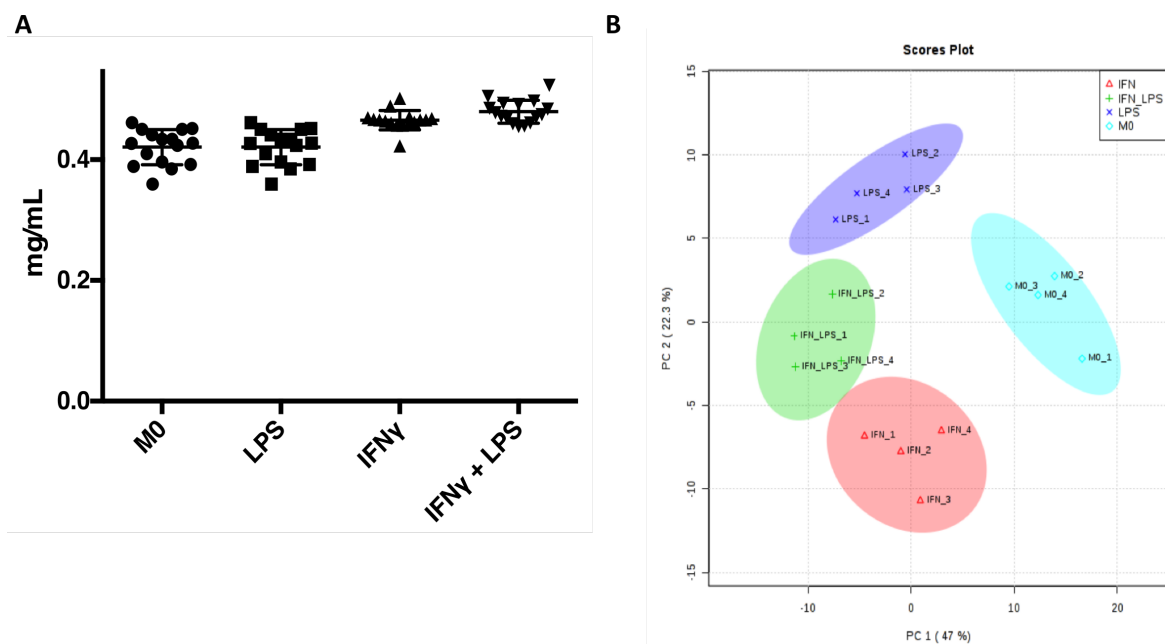 A
mg/mL
0.4
0.2
0.0
M0
LPS
IFNγ
IFNγ + LPS
B
Scores Plot
IFN
IFN_LPS
LPS
M0
PC 2 ( 22.3 %)
15
10
5
0
-5
-10
-15
LPS_2
LPS_4
LPS_3
LPS_1
IFN_LPS_2
IFN_LPS_1
IFN_LPS_4
IFN_LPS_3
M0_2
M0_3
M0_4
M0_1
IFN_4
IFN_1
IFN_2
IFN_3
-10
0
10
20
PC 1 ( 47 %)